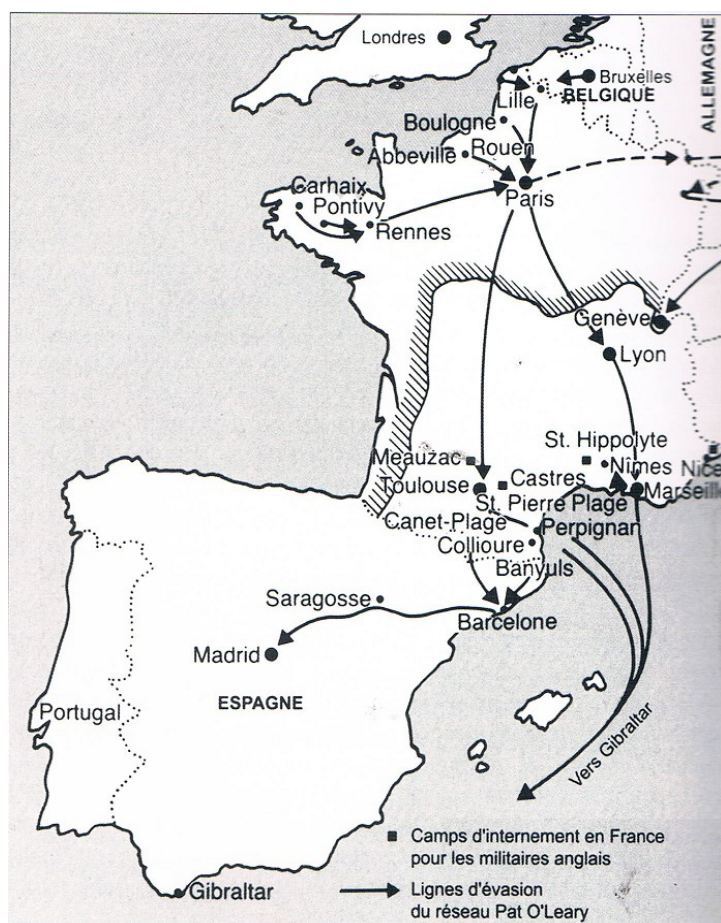 Londres
ALLEMAGNE
Bruxelles
BELGIQUE
Lille
Boulogne
Rouen
Abbeville
Paris
Carhaix
Pontivy
Rennes
Genève
Lyon
St. Hippolyte
Meauzac
Nîmes
Nice
Castres
Toulouse
Marseille
St. Pierre Plage
Canet-Plage
Perpignan
Collioure
Banyuls
Saragosse
Barcelone
Madrid
ESPAGNE
Portugal
Vers Gibraltar
Camps d'internement en France
pour les militaires anglais
Gibraltar
Lignes d'évasion
du réseau Pat O'Leary